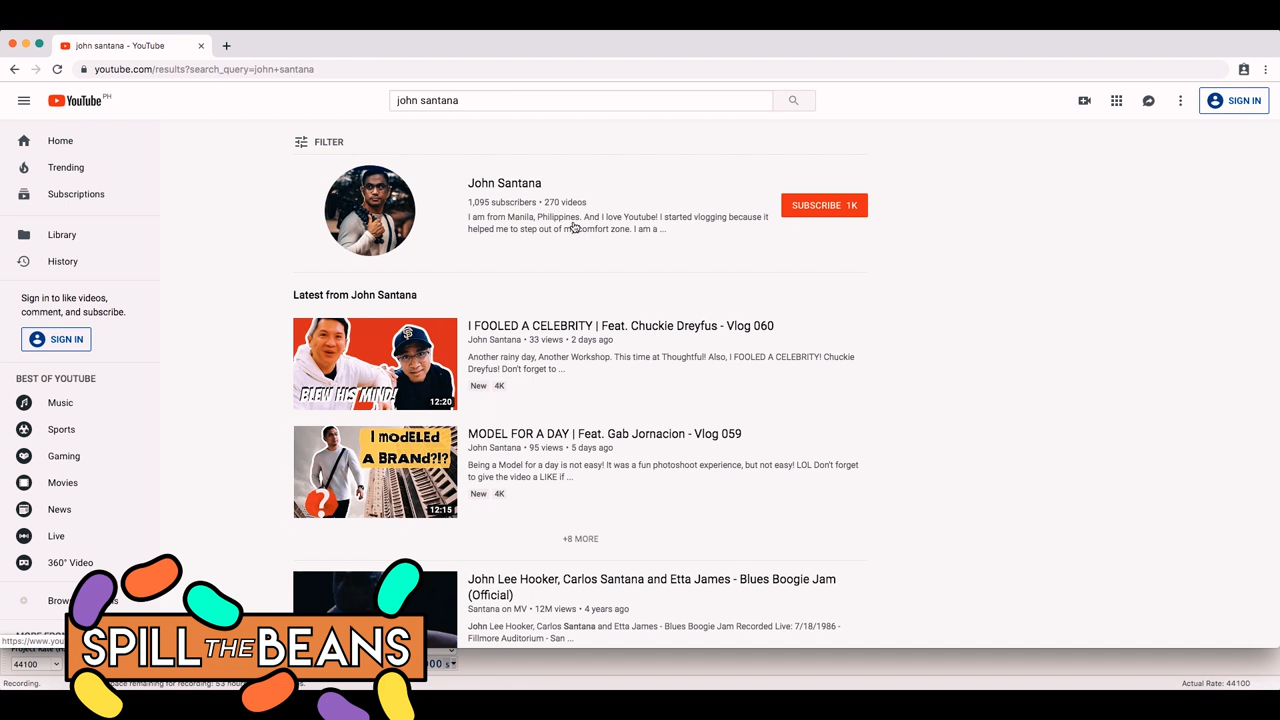 john santana - YouTube
youtube.com/results?search_query=john+santana
YouTube PH
john santana
SIGN IN
Home
Trending
Subscriptions
Library
History
Sign in to like videos,
comment, and subscribe.
SIGN IN
BEST OF YOUTUBE
Music
Sports
Gaming
Movies
News
Live
360° Video
FILTER
John Santana
1,095 subscribers • 270 videos
I am from Manila, Philippines. And I love Youtube! I started vlogging because it
helped me to step out of my comfort zone. I am a ...
SUBSCRIBE 1K
Latest from John Santana
BLEW HIS MIND!
12:20
I FOOLED A CELEBRITY | Feat. Chuckie Dreyfus - Vlog 060
John Santana • 33 views • 2 days ago
Another rainy day, Another Workshop. This time at Thoughtful! Also, I FOOLED A CELEBRITY! Chuckie
Dreyfus! Don't forget to ...
New 4K
I MODELED
A BRAND?!?
?
12:15
MODEL FOR A DAY | Feat. Gab Jornacion - Vlog 059
John Santana • 95 views • 5 days ago
Being a Model for a day is not easy! It was a fun photoshoot experience, but not easy! LOL Don't forget
to give the video a LIKE if ...
New 4K
+8 MORE
John Lee Hooker, Carlos Santana and Etta James - Blues Boogie Jam
(Official)
Santana on MV • 12M views • 4 years ago
John Lee Hooker, Carlos Santana and Etta James - Blues Boogie Jam Recorded Live: 7/18/1986 -
Fillmore Auditorium - San ...
SPILL THE BEANS
https://www.you
44100
Recording.
remaining for recording: 53
Actual Rate: 44100